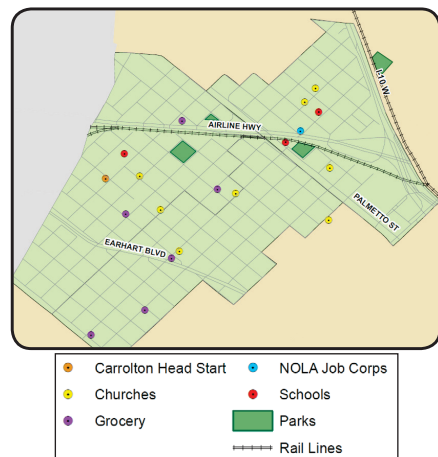 I-10 W
AIRLINE HWY
PALMETTO ST
EARHART BLVD
Carrolton Head Start
NOLA Job Corps
Churches
Schools
Grocery
Parks
Rail Lines